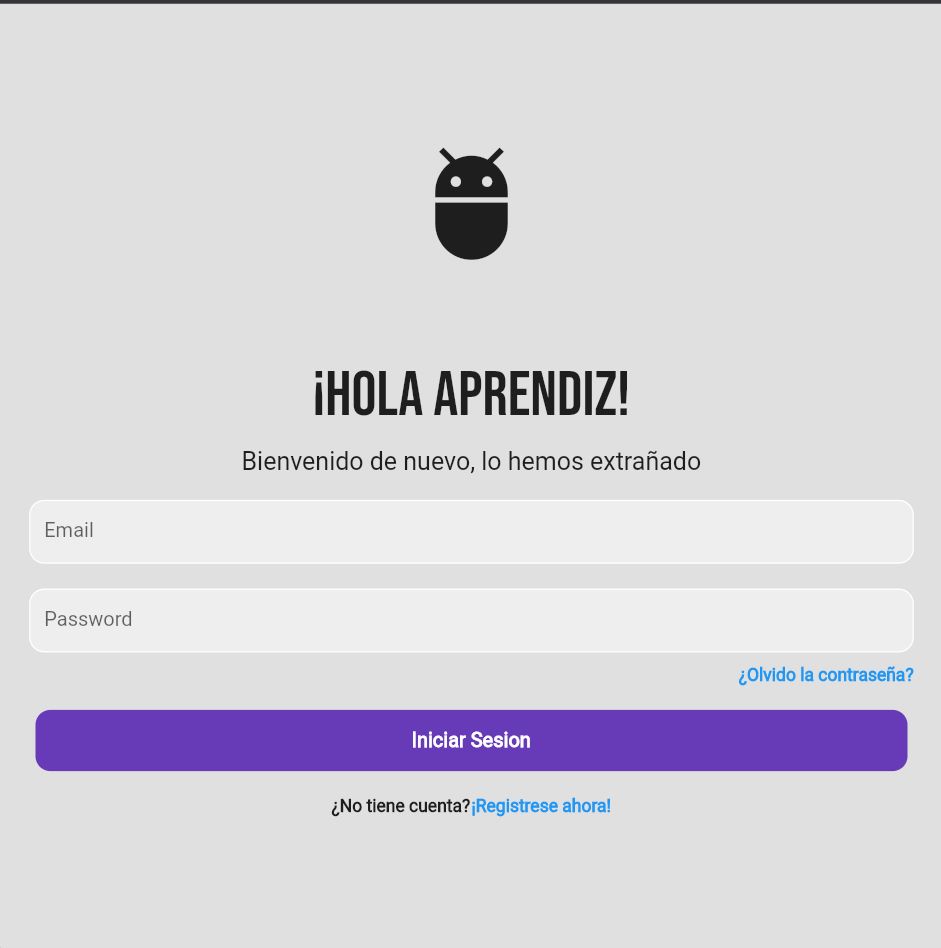 ¡HOLA APRENDIZ!
Bienvenido de nuevo, lo hemos extrañado
Email
Password
¿Olvido la contraseña?
Iniciar Sesion
¿No tiene cuenta?¡Registrese ahora!